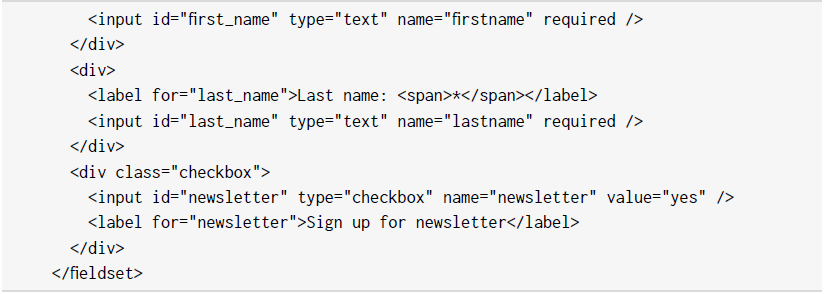 <input id="first_name" type="text" name="firstname" required />
</div>
<div>
<label for="last_name">Last name: <span>*</span></label>
<input id="last_name" type="text" name="lastname" required />
</div>
<div class="checkbox">
<input id="newsletter" type="checkbox" name="newsletter" value="yes" />
<label for="newsletter">Sign up for newsletter</label>
</div>
</fieldset>